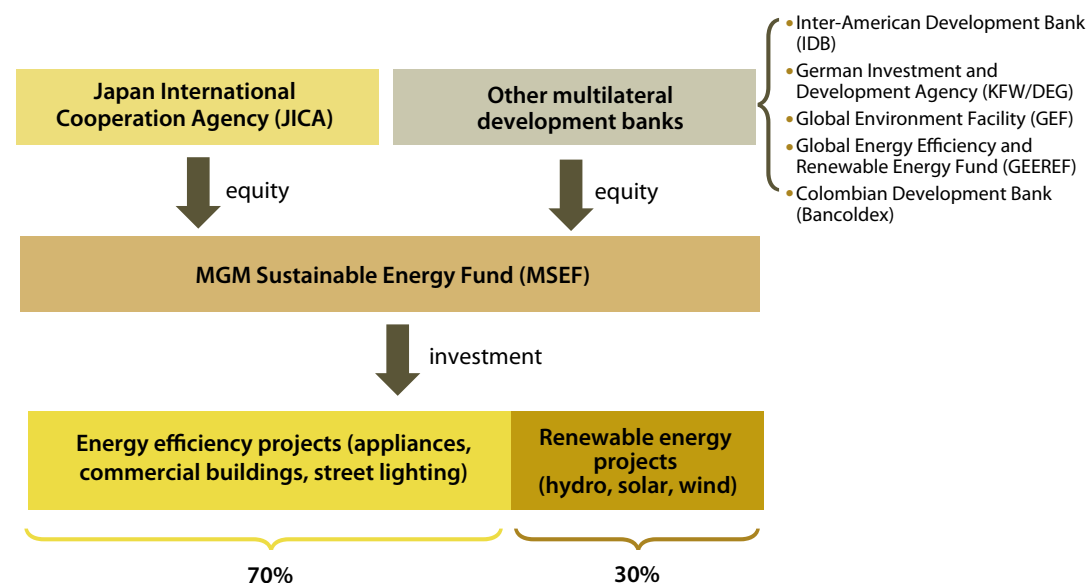 Japan International
Cooperation Agency (JICA)
Other multilateral
development banks
• Inter-American Development Bank
(IDB)
• German Investment and
Development Agency (KFW/DEG)
• Global Environment Facility (GEF)
• Global Energy Efficiency and
Renewable Energy Fund (GEEREF)
• Colombian Development Bank
(Bancoldex)
equity
equity
MGM Sustainable Energy Fund (MSEF)
investment
Energy efficiency projects (appliances,
commercial buildings, street lighting)
Renewable energy
projects
(hydro, solar, wind)
70%
30%